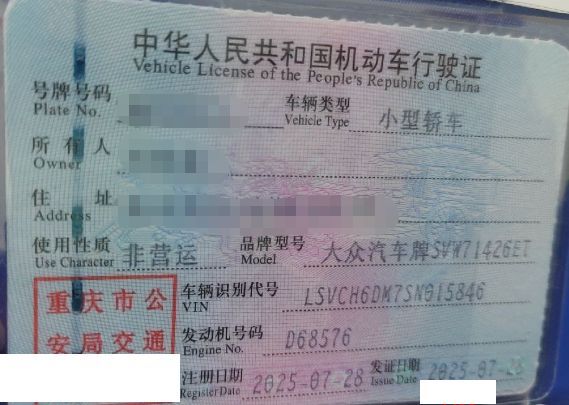 中华人民共和国机动车行驶证
Vehicle License of the People's Republic of China
号牌号码 车辆类型 小型轿车
Plate No. Vehicle Type
所有人
Owner
住址
Address
使用性质 非营运 品牌型号 大众汽车牌SVW71426ET
Use Character Model
重庆市公
安局交通
车辆识别代号 LSVCH6DM7SN015846
VIN
发动机号码 D68576
Engine No.
注册日期 2025-07-28 发证日期 2025-07-28
Register Date Issue Date